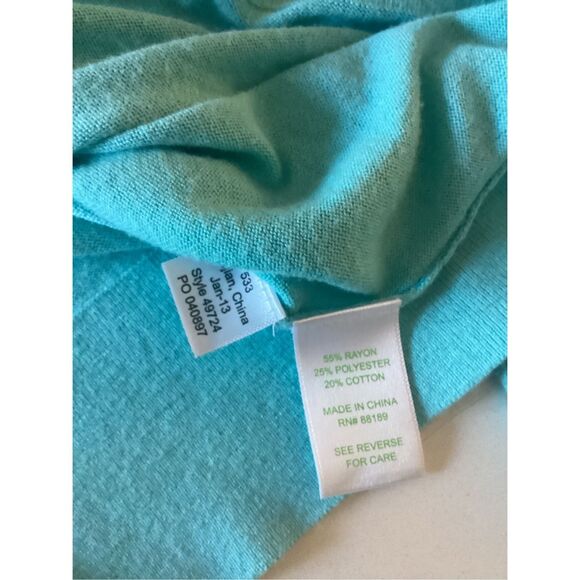 533
China
Jan-13
Style 49724
PO 040897
55% RAYON
25% POLYESTER
20% COTTON
MADE IN CHINA
RN# 88189
SEE REVERSE
FOR CARE